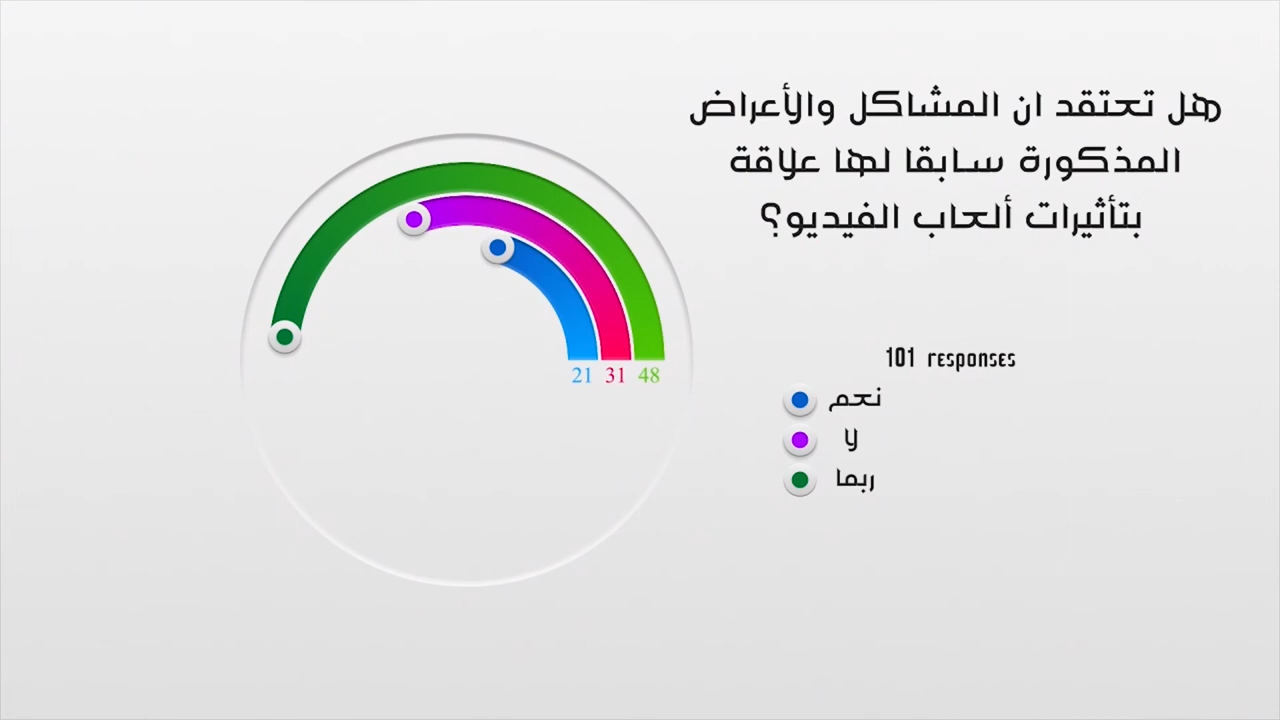 هل تعتقد ان المشاكل والأعراض
المذكورة سابقا لها علاقة
بتأثيرات ألعاب الفيديو؟
101 responses
نعم
لا
ربما
21 31 48